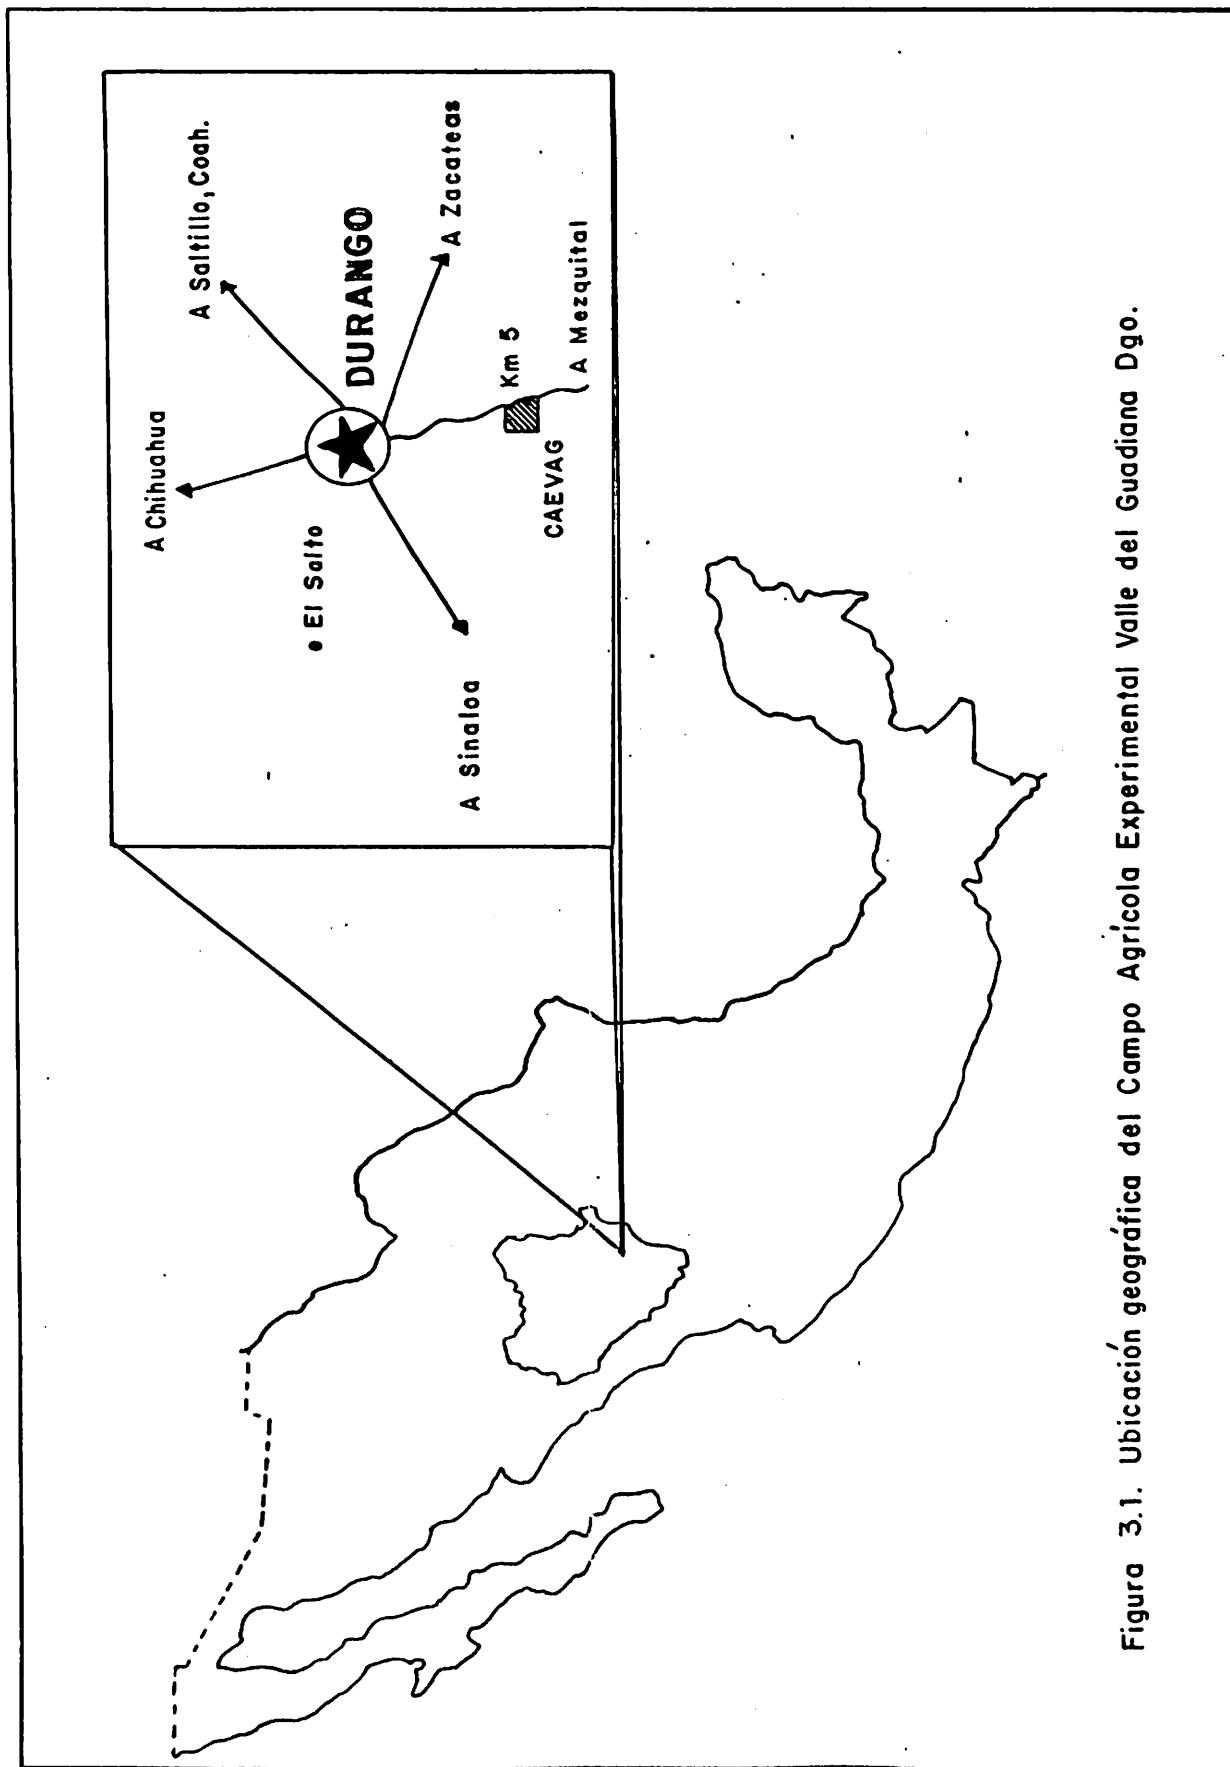 A Chihuahua
A Saltillo, Coah.
El Salto
DURANGO
A Zacateas
A Sinaloa
Km 5
CAEVAG
A Mezquital
Figura 3.1. Ubicación geográfica del Campo Agrícola Experimental Valle del Guadiana Dgo.